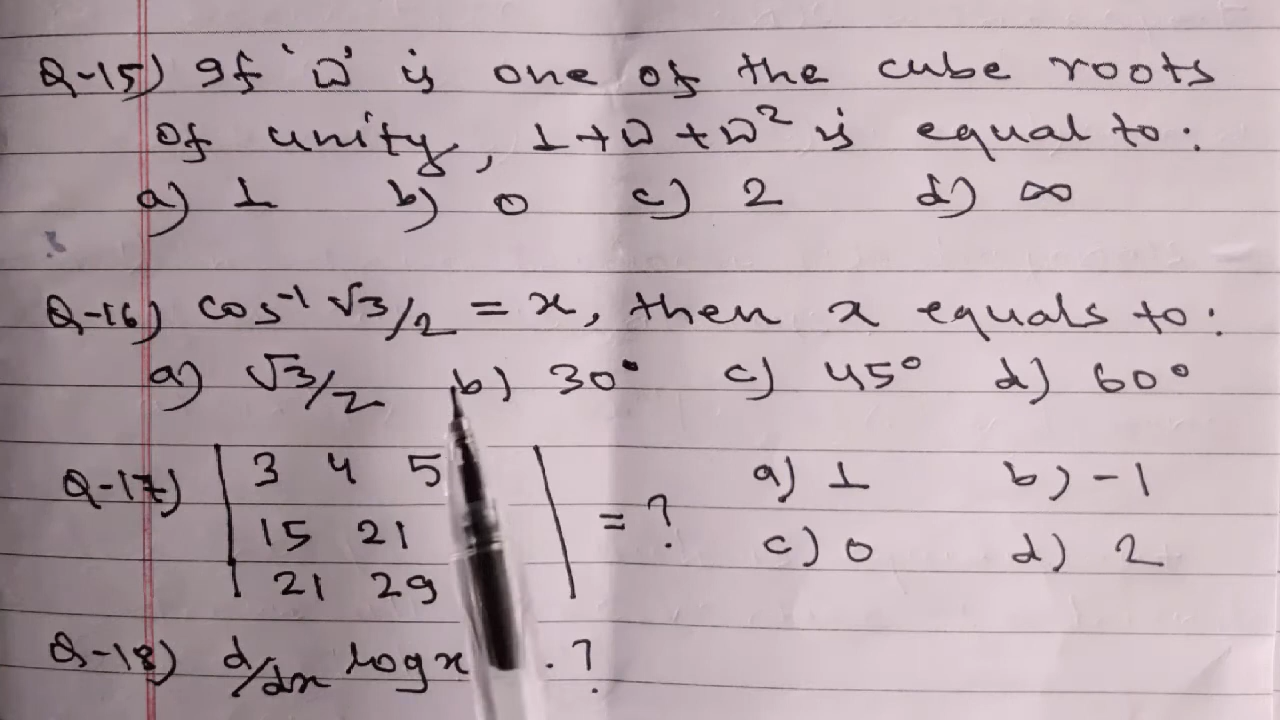 Q-15) If 'ω' is one of the cube roots
of unity, 1+ω+ω² is equal to:
a) 1 b) 0 c) 2 d) ∞
Q-16) cos⁻¹ √3/2 = x, then x equals to:
a) √3/2 b) 30° c) 45° d) 60°
Q-17) | 3 4 5 | = ? a) 1 b) -1
15 21 c) 0 d) 2
21 29
Q-18) d/dx logx .?